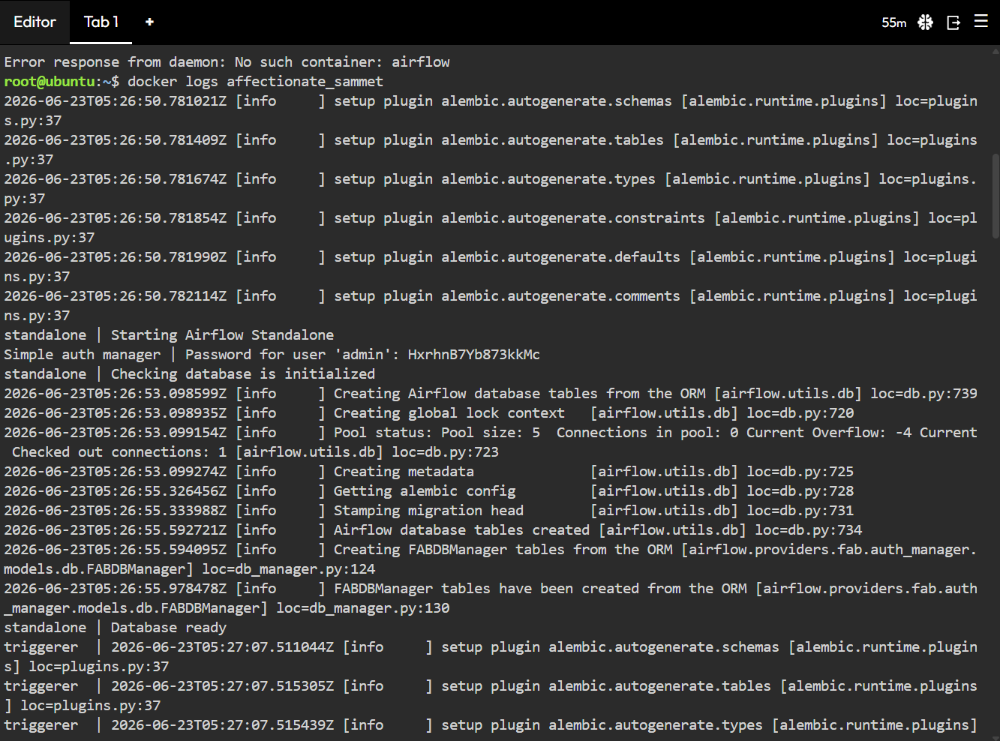 Editor
Tab 1
+
55m
Error response from daemon: No such container: airflow
root@ubuntu:~$ docker logs affectionate_sammet
2026-06-23T05:26:50.781021Z [info     ] setup plugin alembic.autogenerate.schemas [alembic.runtime.plugins] loc=plugin
s.py:37
2026-06-23T05:26:50.781409Z [info     ] setup plugin alembic.autogenerate.tables [alembic.runtime.plugins] loc=plugins
.py:37
2026-06-23T05:26:50.781674Z [info     ] setup plugin alembic.autogenerate.types [alembic.runtime.plugins] loc=plugins.
py:37
2026-06-23T05:26:50.781854Z [info     ] setup plugin alembic.autogenerate.constraints [alembic.runtime.plugins] loc=pl
ugins.py:37
2026-06-23T05:26:50.781990Z [info     ] setup plugin alembic.autogenerate.defaults [alembic.runtime.plugins] loc=plugi
ns.py:37
2026-06-23T05:26:50.782114Z [info     ] setup plugin alembic.autogenerate.comments [alembic.runtime.plugins] loc=plugi
ns.py:37
standalone | Starting Airflow Standalone
Simple auth manager | Password for user 'admin': HxrhnB7Yb873kkMc
standalone | Checking database is initialized
2026-06-23T05:26:53.098599Z [info     ] Creating Airflow database tables from the ORM [airflow.utils.db] loc=db.py:739
2026-06-23T05:26:53.098935Z [info     ] Creating global lock context   [airflow.utils.db] loc=db.py:720
2026-06-23T05:26:53.099154Z [info     ] Pool status: Pool size: 5  Connections in pool: 0 Current Overflow: -4 Current
 Checked out connections: 1 [airflow.utils.db] loc=db.py:723
2026-06-23T05:26:53.099274Z [info     ] Creating metadata              [airflow.utils.db] loc=db.py:725
2026-06-23T05:26:55.326456Z [info     ] Getting alembic config         [airflow.utils.db] loc=db.py:728
2026-06-23T05:26:55.333988Z [info     ] Stamping migration head        [airflow.utils.db] loc=db.py:731
2026-06-23T05:26:55.592721Z [info     ] Airflow database tables created [airflow.utils.db] loc=db.py:734
2026-06-23T05:26:55.594095Z [info     ] Creating FABDBManager tables from the ORM [airflow.providers.fab.auth_manager.
models.db.FABDBManager] loc=db_manager.py:124
2026-06-23T05:26:55.978478Z [info     ] FABDBManager tables have been created from the ORM [airflow.providers.fab.auth
_manager.models.db.FABDBManager] loc=db_manager.py:130
standalone | Database ready
triggerer  | 2026-06-23T05:27:07.511044Z [info     ] setup plugin alembic.autogenerate.schemas [alembic.runtime.plugin
s] loc=plugins.py:37
triggerer  | 2026-06-23T05:27:07.515305Z [info     ] setup plugin alembic.autogenerate.tables [alembic.runtime.plugins
] loc=plugins.py:37
triggerer  | 2026-06-23T05:27:07.515439Z [info     ] setup plugin alembic.autogenerate.types [alembic.runtime.plugins]